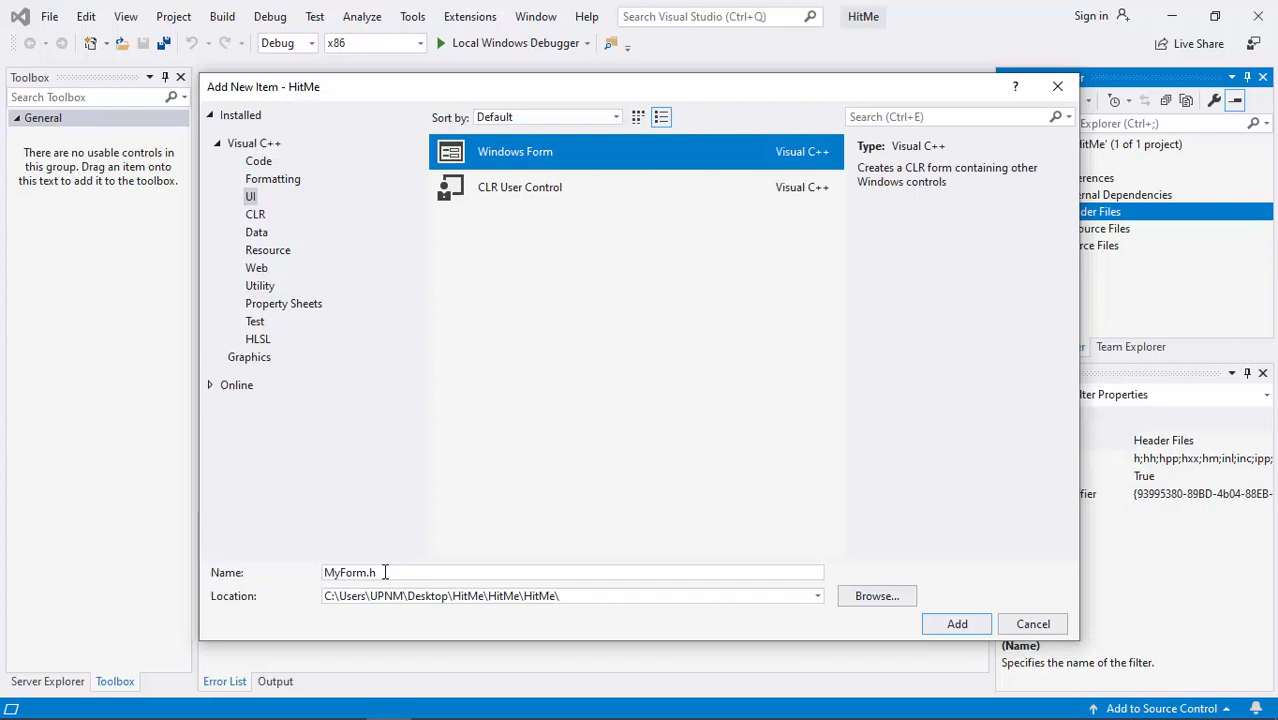 File Edit View Project Build Debug Test Analyze Tools Extensions Window Help Search Visual Studio (Ctrl+Q) HitMe Sign in
Debug x86 Local Windows Debugger Live Share
Toolbox
Search Toolbox
General
There are no usable controls in
this group. Drag an item onto
this text to add it to the toolbox.
Server Explorer Toolbox
Add New Item - HitMe
Installed
Visual C++
Code
Formatting
UI
CLR
Data
Resource
Web
Utility
Property Sheets
Test
HLSL
Graphics
Online
Sort by: Default
Windows Form Visual C++
CLR User Control Visual C++
Search (Ctrl+E)
Type: Visual C++
Creates a CLR form containing other
Windows controls
Name: MyForm.h
Location: C:\Users\UPNM\Desktop\HitMe\HitMe\HitMe\
Browse...
Add Cancel
Explorer (Ctrl+;)
HitMe' (1 of 1 project)
erences
rnal Dependencies
der Files
ource Files
rce Files
Team Explorer
lter Properties
Header Files
h;hh;hpp;hxx;hm;inl;inc;ipp;
True
fier {93995380-89BD-4b04-88EB-
(Name)
Specifies the name of the filter.
Error List Output
Add to Source Control